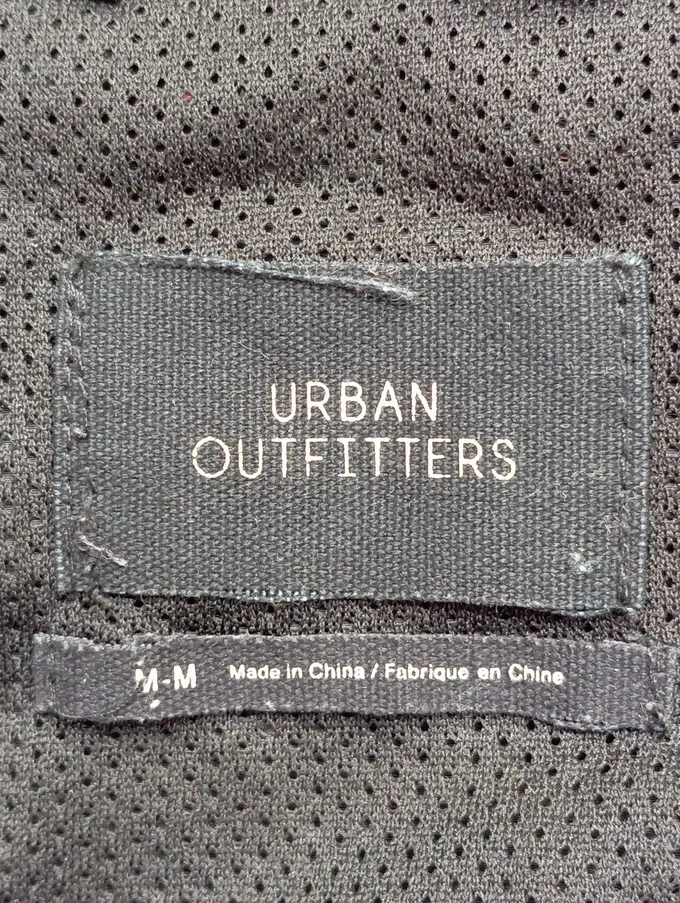 URBAN
OUTFITTERS
M-M Made in China / Fabrique en Chine